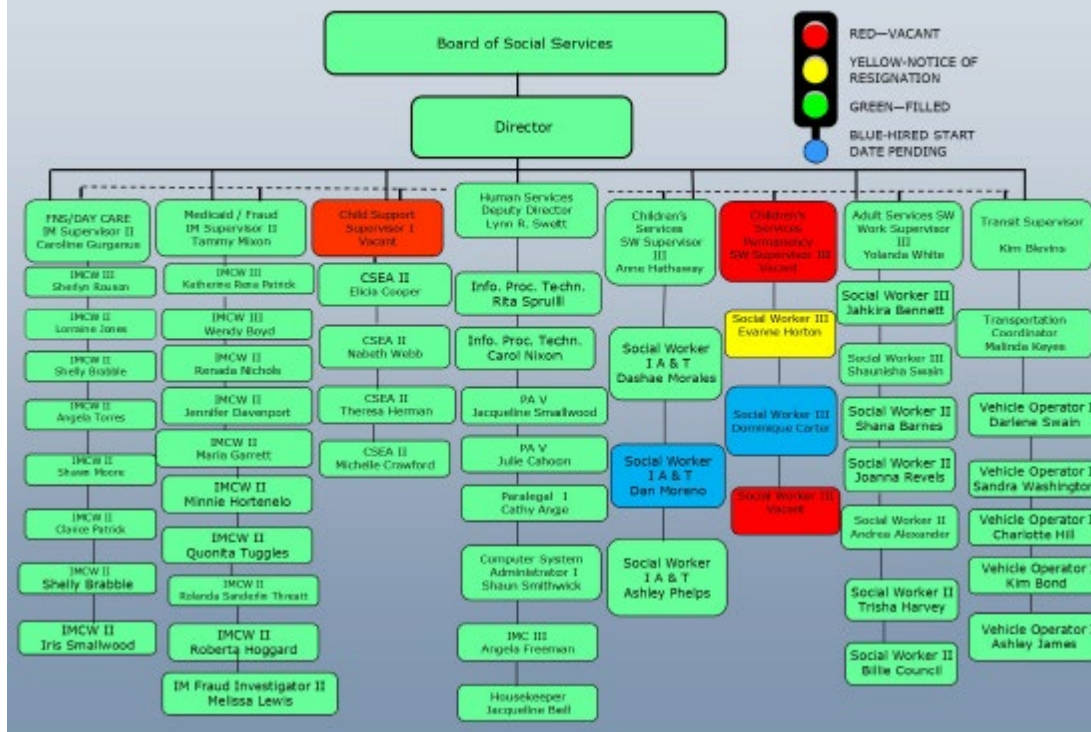 Board of Social Services
RED—VACANT
YELLOW-NOTICE OF
RESIGNATION
GREEN—FILLED
BLUE-HIRED START
DATE PENDING
Director
FNS/DAY CARE
IM Supervisor II
Caroline Gurganus
IMCW III
Sherlyn
IMCW II
Lorraine Jones
IMCW II
Shelly Brabble
IMCW II
Angela Torres
IMCW II
Shawn Moore
IMCW II
Clarice Patrick
IMCW II
Shelly Brabble
IMCW II
Iris Smallwood
Medicaid / Fraud
IM Supervisor II
Tammy Mixon
IMCW III
Katherine Rena Patrick
IMCW III
Wendy Boyd
IMCW II
Renada Nichols
IMCW II
Jennifer Davenport
IMCW II
Maria Garrett
IMCW II
Minnie Hortenelo
IMCW II
Quonita Tuggles
IMCW II
Rolanda Sanderlin Threatt
IMCW II
Roberta Hoggard
IM Fraud Investigator II
Melissa Lewis
Child Support
Supervisor I
Vacant
CSEA II
Elicia Cooper
CSEA II
Nabeth Webb
CSEA II
Theresa Herman
CSEA II
Michelle Crawford
Human Services
Deputy Director
Lynn R. Swett
Info. Proc. Techn.
Rita Spruill
Info. Proc. Techn.
Carol Nixon
PA V
Jacqueline Smallwood
PA V
Julie Cahoon
Paralegal I
Cathy Ange
Computer System
Administrator I
Shaun Smithwick
IMC III
Angela Freeman
Housekeeper
Jacqueline Bell
Children's
Services
SW Supervisor
III
Anne Hathaway
Social Worker
I A & T
Dashae Morales
Social Worker
I A & T
Dan Moreno
Social Worker
I A & T
Ashley Phelps
Children's
Services
Permanency
SW Supervisor III
Vacant
Social Worker III
Evanne Horton
Social Worker III
Dominique Carter
Social Worker III
Vacant
Adult Services SW
Work Supervisor
III
Yolanda White
Social Worker III
Jahkira Bennett
Social Worker III
Shaunisha Swain
Social Worker II
Shana Barnes
Social Worker II
Joanna Revels
Social Worker II
Andrea Alexander
Social Worker II
Trisha Harvey
Social Worker II
Billie Council
Transit Supervisor
Kim Blevins
Transportation
Coordinator
Malinda Keyes
Vehicle Operator I
Darlene Swain
Vehicle Operator I
Sandra Washington
Vehicle Operator I
Charlotte Hill
Vehicle Operator I
Kim Bond
Vehicle Operator I
Ashley James